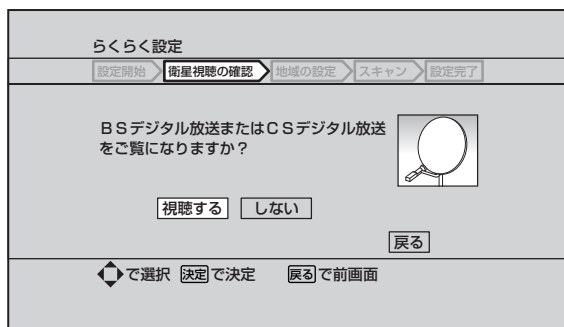 らくらく設定
設定開始 衛星視聴の確認 地域の設定 スキャン 設定完了
BSデジタル放送またはCSデジタル放送
をご覧になりますか？
視聴する しない
戻る
で選択 決定で決定 戻るで前画面